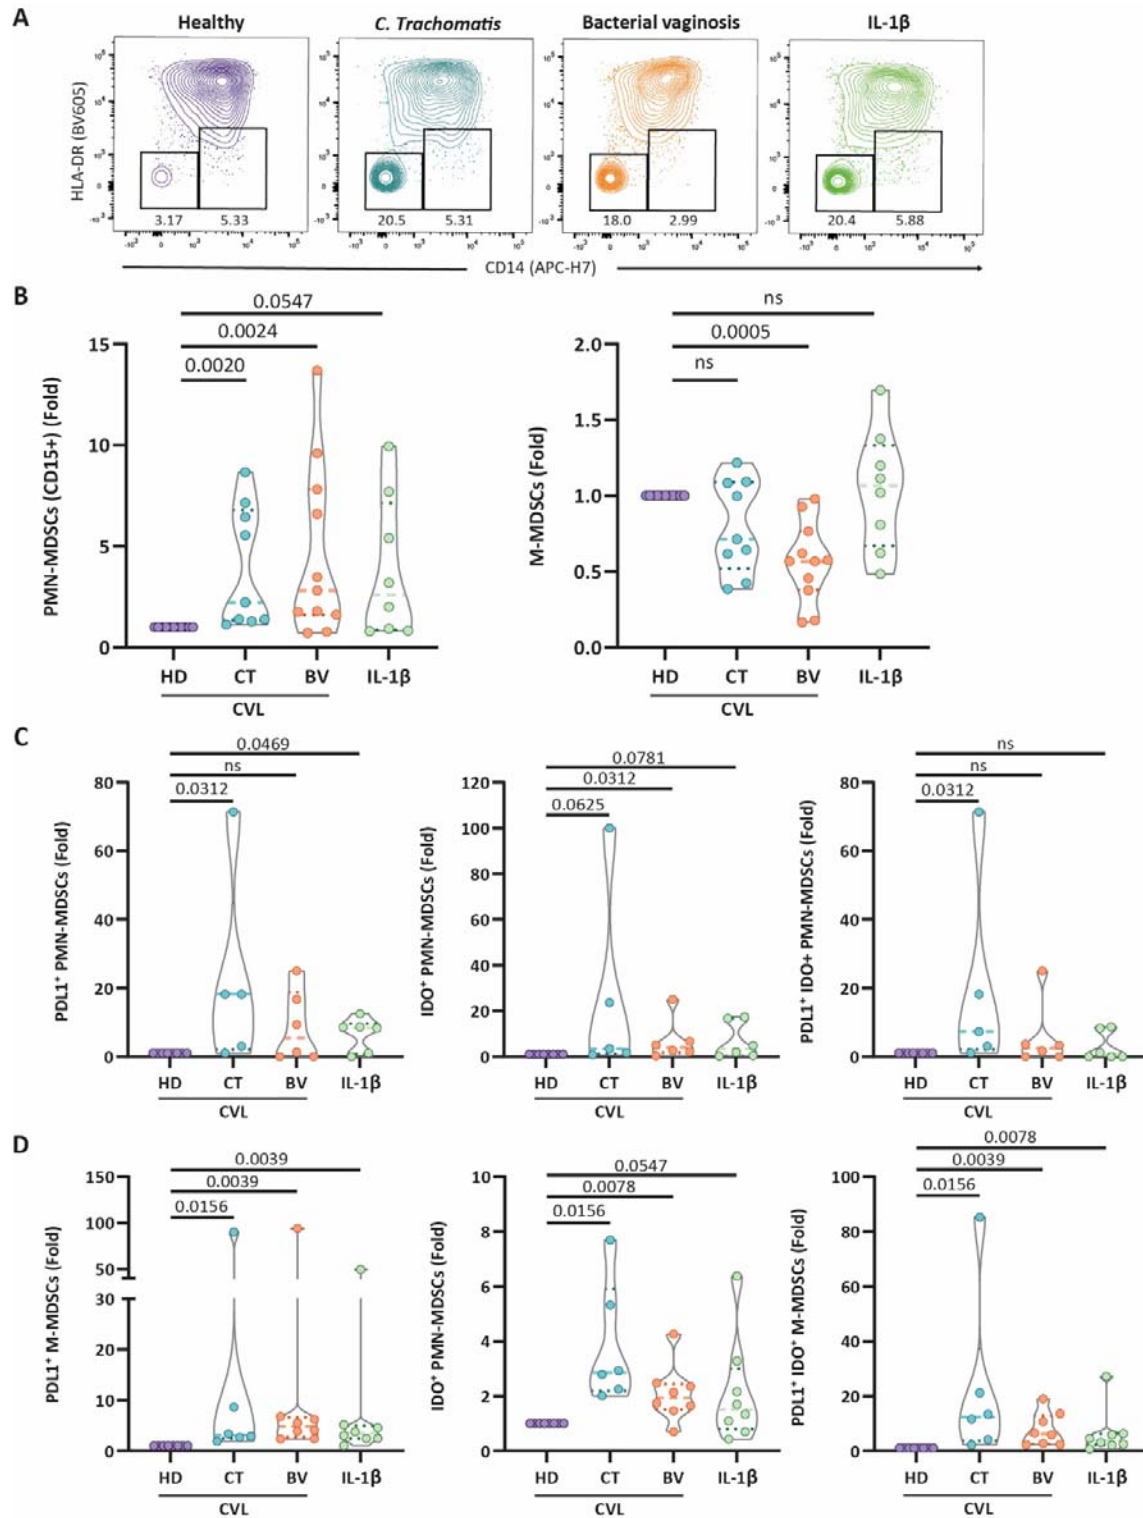 A
Healthy
C. Trachomatis
Bacterial vaginosis
IL-1β
HLA-DR (BV605)
10⁵
10⁴
10³
0
-10³
3.17
5.33
20.5
5.31
18.0
2.99
20.4
5.88
-10³ 0 10³ 10⁴ 10⁵
CD14 (APC-H7)
B
0.0547
0.0024
0.0020
PMN-MDSCs (CD15+) (Fold)
15
10
5
0
HD CT BV IL-1β
CVL
ns
0.0005
ns
M-MDSCs (Fold)
2.0
1.5
1.0
0.5
0.0
HD CT BV IL-1β
CVL
C
0.0469
ns
0.0312
PDL1⁺ PMN-MDSCs (Fold)
80
60
40
20
0
HD CT BV IL-1β
CVL
0.0781
0.0312
0.0625
IDO⁺ PMN-MDSCs (Fold)
120
100
80
60
40
20
0
HD CT BV IL-1β
CVL
ns
ns
0.0312
PDL1⁺ IDO+ PMN-MDSCs (Fold)
80
60
40
20
0
HD CT BV IL-1β
CVL
D
0.0039
0.0039
0.0156
PDL1⁺ M-MDSCs (Fold)
150
100
50
30
20
10
0
HD CT BV IL-1β
CVL
0.0547
0.0078
0.0156
IDO⁺ PMN-MDSCs (Fold)
10
8
6
4
2
0
HD CT BV IL-1β
CVL
0.0078
0.0039
0.0156
PDL1⁺ IDO⁺ M-MDSCs (Fold)
100
80
60
40
20
0
HD CT BV IL-1β
CVL